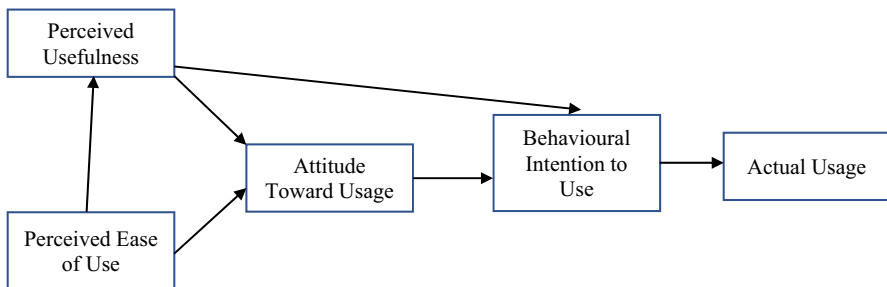 Perceived
Usefulness
Attitude
Toward Usage
Behavioural
Intention to
Use
Actual Usage
Perceived Ease
of Use